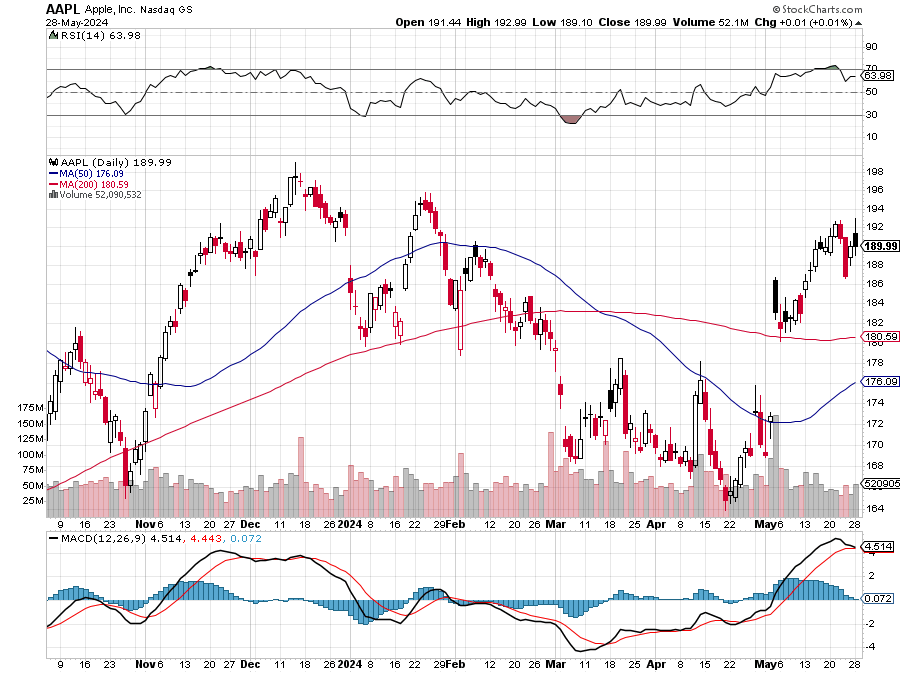 AAPL Apple, Inc. Nasdaq GS
© StockCharts.com
28-May-2024
Open 191.44 High 192.99 Low 189.10 Close 189.99 Volume 52.1M Chg +0.01 (+0.01%)
RSI(14) 63.98
90
70
63.98
50
30
10
AAPL (Daily) 189.99
MA(50) 176.09
MA(200) 180.59
Volume 52,090,532
198
196
194
192
189.99
188
186
184
182
180.59
180
178
176.09
174
172
170
168
520905
164
175M
150M
125M
100M
75M
50M
25M
9 16 23 Nov 6 13 20 27 Dec 11 18 26 2024 8 16 22 29 Feb 12 20 26 Mar 11 18 25 Apr 8 15 22 May 6 13 20 28
MACD(12,26,9) 4.514, 4.443, 0.072
4.514
2
0.072
-2
-4
9 16 23 Nov 6 13 20 27 Dec 11 18 26 2024 8 16 22 29 Feb 12 20 26 Mar 11 18 25 Apr 8 15 22 May 6 13 20 28